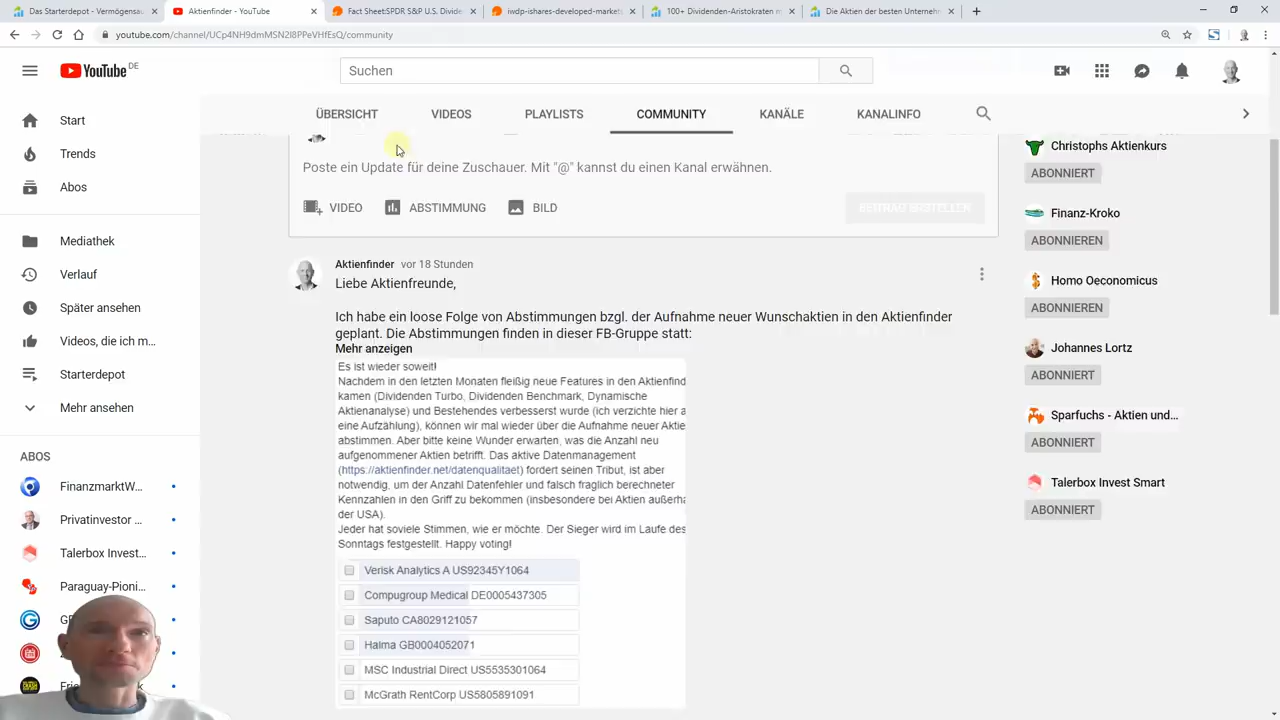 Das Starterdepot - Vermögensau
Aktienfinder - YouTube
Fact Sheet:SPDR S&P U.S. Divide
iwdp-ishares-developed-market
100+ Dividenden-Aristokraten n
Die Aktien der besten Unterneh
youtube.com/channel/UCp4NH9dmMSN2I8PPeVHfEsQ/community
YouTube DE
Suchen
ÜBERSICHT
VIDEOS
PLAYLISTS
COMMUNITY
KANÄLE
KANALINFO
Start
Trends
Abos
Mediathek
Verlauf
Später ansehen
Videos, die ich m...
Starterdepot
Mehr ansehen
ABOS
FinanzmarktW...
Privatinvestor ...
Talerbox Invest...
Paraguay-Pioni...
Poste ein Update für deine Zuschauer. Mit "@" kannst du einen Kanal erwähnen.
VIDEO
ABSTIMMUNG
BILD
BEITRAG ERSTELLEN
Aktienfinder vor 18 Stunden
Liebe Aktienfreunde,
Ich habe ein loose Folge von Abstimmungen bzgl. der Aufnahme neuer Wunschaktien in den Aktienfinder
geplant. Die Abstimmungen finden in dieser FB-Gruppe statt:
Mehr anzeigen
Es ist wieder soweit!
Nachdem in den letzten Monaten fleißig neue Features in den Aktienfind
kamen (Dividenden Turbo, Dividenden Benchmark, Dynamische
Aktienanalyse) und Bestehendes verbessert wurde (ich verzichte hier a
eine Aufzählung), können wir mal wieder über die Aufnahme neuer Aktie
abstimmen. Aber bitte keine Wunder erwarten, was die Anzahl neu
aufgenommener Aktien betrifft. Das aktive Datenmanagement
(https://aktienfinder.net/datenqualitaet) fordert seinen Tribut, ist aber
notwendig, um der Anzahl Datenfehler und falsch fraglich berechneter
Kennzahlen in den Griff zu bekommen (insbesondere bei Aktien außerha
der USA).
Jeder hat soviele Stimmen, wie er möchte. Der Sieger wird im Laufe des
Sonntags festgestellt. Happy voting!
Verisk Analytics A US92345Y1064
Compugroup Medical DE0005437305
Saputo CA8029121057
Halma GB0004052071
MSC Industrial Direct US5535301064
McGrath RentCorp US5805891091
Christophs Aktienkurs
ABONNIERT
Finanz-Kroko
ABONNIEREN
Homo Oeconomicus
ABONNIEREN
Johannes Lortz
ABONNIERT
Sparfuchs - Aktien und...
ABONNIERT
Talerbox Invest Smart
ABONNIERT